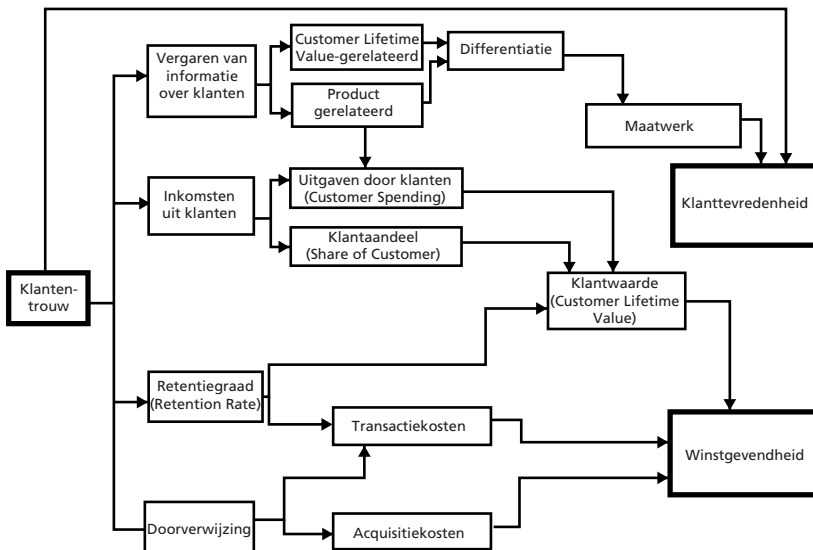 Vergaren van
informatie
over klanten
Customer Lifetime
Value-gerelateerd
Differentiatie
Product
gerelateerd
Maatwerk
Klanttevredenheid
Inkomsten
uit klanten
Uitgaven door klanten
(Customer Spending)
Klantaandeel
(Share of Customer)
Klanten-
trouw
Klantwaarde
(Customer Lifetime
Value)
Retentiegraad
(Retention Rate)
Transactiekosten
Winstgevendheid
Doorverwijzing
Acquisitiekosten